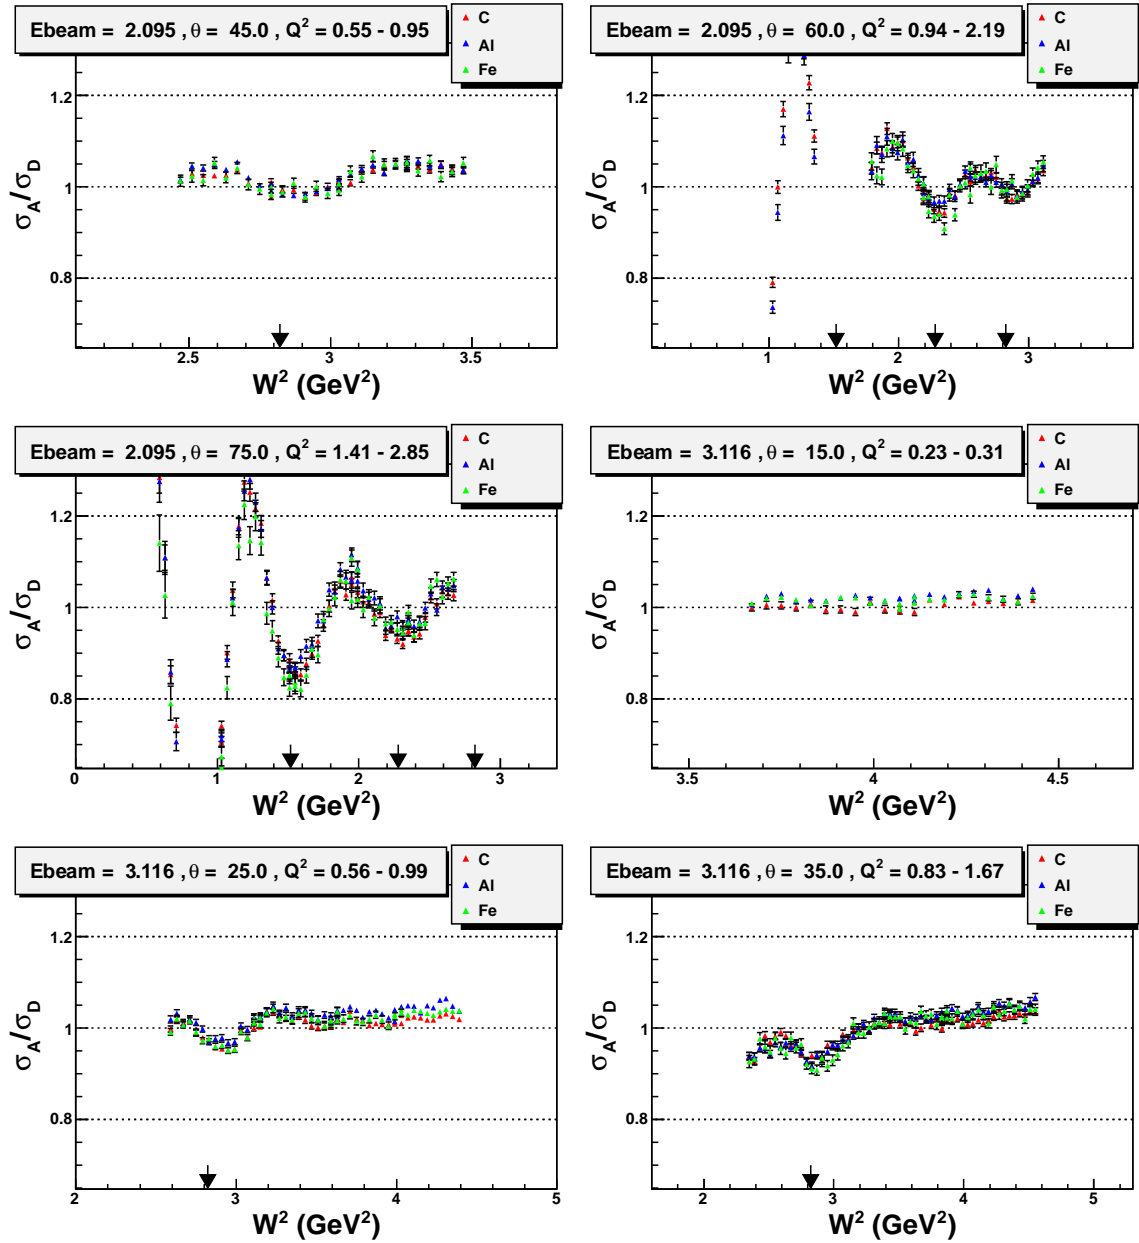 Ebeam = 2.095 , θ = 45.0 , Q² = 0.55 - 0.95
C
Al
Fe
σA/σD
1.2
1
0.8
2.5 3 3.5
W² (GeV²)
Ebeam = 2.095 , θ = 60.0 , Q² = 0.94 - 2.19
C
Al
Fe
σA/σD
1.2
1
0.8
1 2 3
W² (GeV²)
Ebeam = 2.095 , θ = 75.0 , Q² = 1.41 - 2.85
C
Al
Fe
σA/σD
1.2
1
0.8
0 1 2 3
W² (GeV²)
Ebeam = 3.116 , θ = 15.0 , Q² = 0.23 - 0.31
C
Al
Fe
σA/σD
1.2
1
0.8
3.5 4 4.5
W² (GeV²)
Ebeam = 3.116 , θ = 25.0 , Q² = 0.56 - 0.99
C
Al
Fe
σA/σD
1.2
1
0.8
2 3 4 5
W² (GeV²)
Ebeam = 3.116 , θ = 35.0 , Q² = 0.83 - 1.67
C
Al
Fe
σA/σD
1.2
1
0.8
2 3 4 5
W² (GeV²)